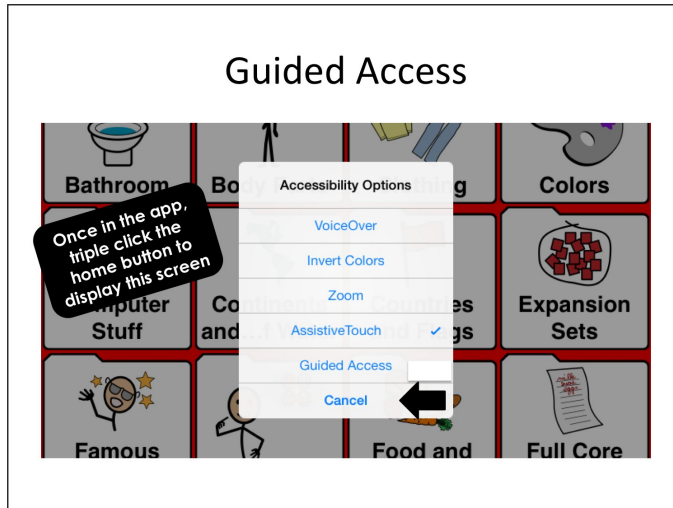 Guided Access
Bathroom
Colors
Accessibility Options
Once in the app,
triple click the
home button to
display this screen
VoiceOver
Invert Colors
Zoom
AssistiveTouch ✓
Guided Access
Cancel
Stuff
Expansion
Sets
Famous
Food and
Full Core